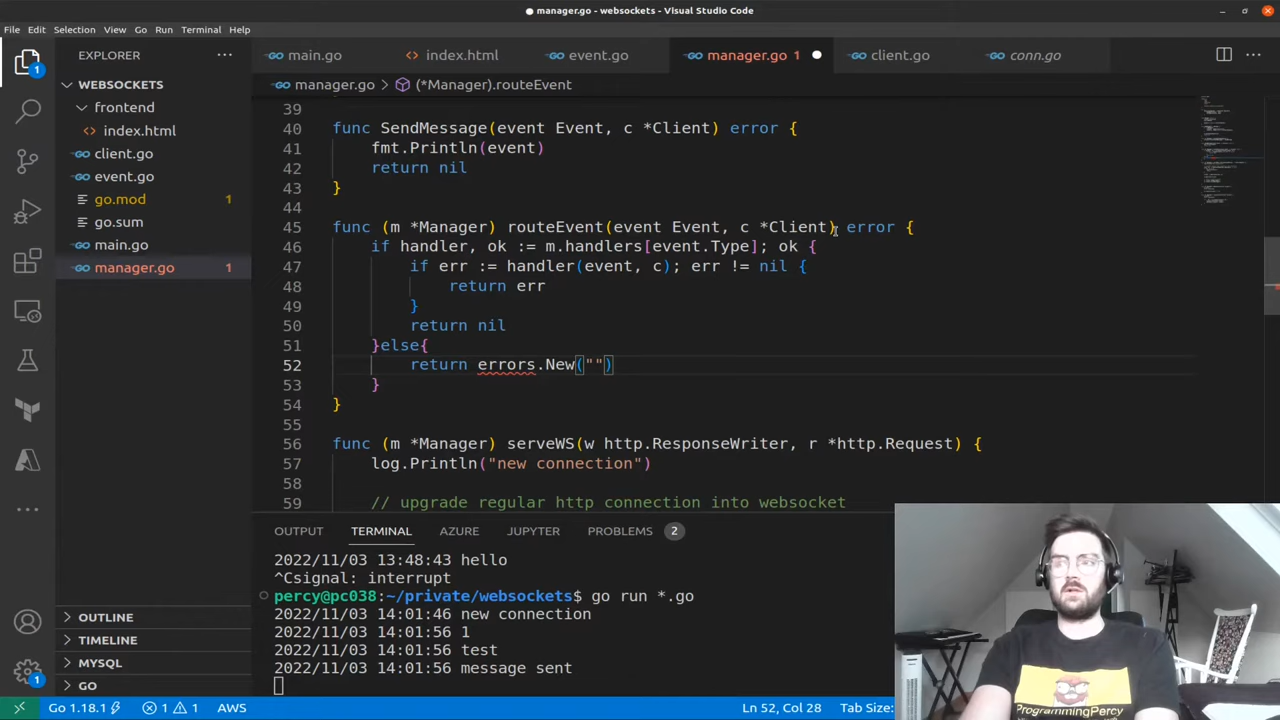 manager.go - websockets - Visual Studio Code
File Edit Selection View Go Run Terminal Help
EXPLORER
main.go
index.html
event.go
manager.go 1
client.go
conn.go
WEBSOCKETS
manager.go > (*Manager).routeEvent
frontend
index.html
client.go
event.go
go.mod 1
go.sum
main.go
manager.go 1
39
40 func SendMessage(event Event, c *Client) error {
41 fmt.Println(event)
42 return nil
43 }
44
45 func (m *Manager) routeEvent(event Event, c *Client) error {
46 if handler, ok := m.handlers[event.Type]; ok {
47 if err := handler(event, c); err != nil {
48 return err
49 }
50 return nil
51 }else{
52 return errors.New("")
53 }
54 }
55
56 func (m *Manager) serveWS(w http.ResponseWriter, r *http.Request) {
57 log.Println("new connection")
58
59 // upgrade regular http connection into websocket
OUTPUT TERMINAL AZURE JUPYTER PROBLEMS 2
2022/11/03 13:48:43 hello
^Csignal: interrupt
percy@pc038:~/private/websockets$ go run *.go
2022/11/03 14:01:46 new connection
2022/11/03 14:01:56 1
2022/11/03 14:01:56 test
2022/11/03 14:01:56 message sent
OUTLINE
TIMELINE
MYSQL
GO
1
1
Go 1.18.1
1 1
AWS
Ln 52, Col 28
Tab Size:
ProgrammingPercy